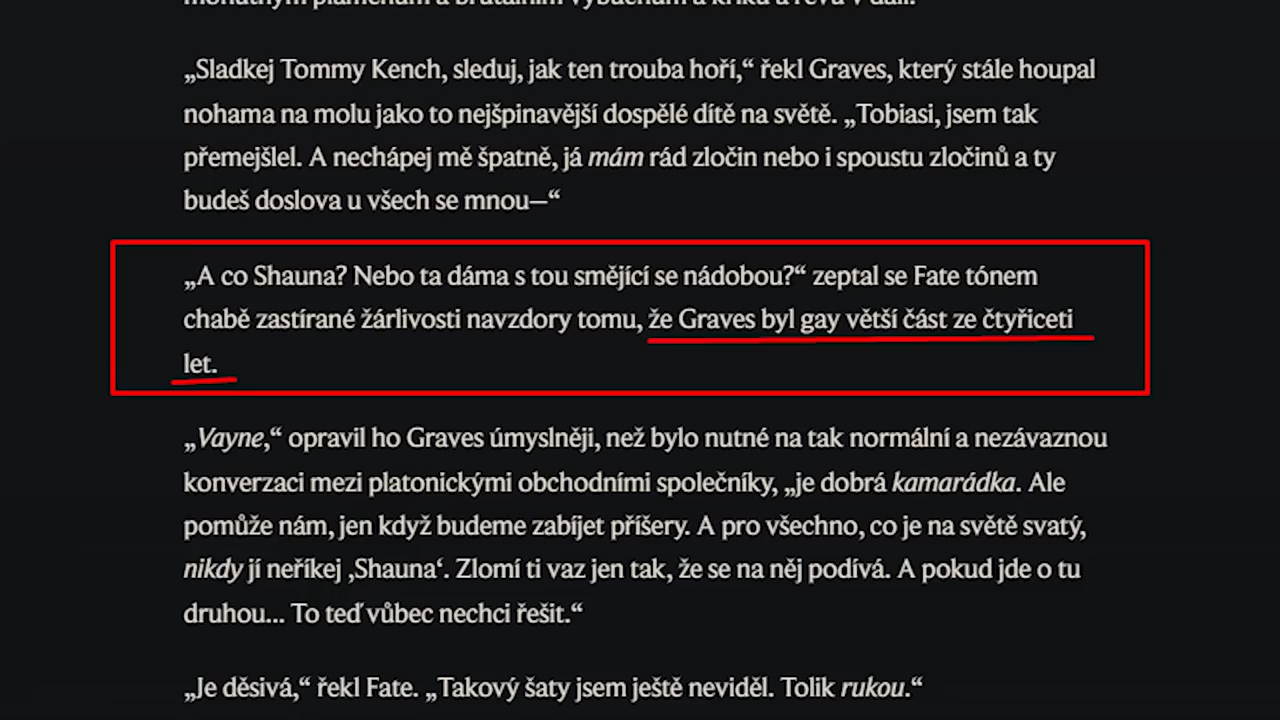 mohutným plamenům a brutálním výbuchům a křiku a řevu v dáli.
„Sladkej Tommy Kench, sleduj, jak ten trouba hoří,“ řekl Graves, který stále houpal
nohama na molu jako to nejšpinavější dospělé dítě na světě. „Tobiasi, jsem tak
přemejšlel. A nechápej mě špatně, já mám rád zločin nebo i spoustu zločinů a ty
budeš doslova u všech se mnou—“
„A co Shauna? Nebo ta dáma s tou smějící se nádobou?“ zeptal se Fate tónem
chabě zastírané žárlivosti navzdory tomu, že Graves byl gay větší část ze čtyřiceti
let.
„Vayne,“ opravil ho Graves úmyslněji, než bylo nutné na tak normální a nezávaznou
konverzaci mezi platonickými obchodními společníky, „je dobrá kamarádka. Ale
pomůže nám, jen když budeme zabíjet příšery. A pro všechno, co je na světě svatý,
nikdy jí neříkej ‚Shauna‘. Zlomí ti vaz jen tak, že se na něj podívá. A pokud jde o tu
druhou... To teď vůbec nechci řešit.“
„Je děsivá,“ řekl Fate. „Takový šaty jsem ještě neviděl. Tolik rukou.“